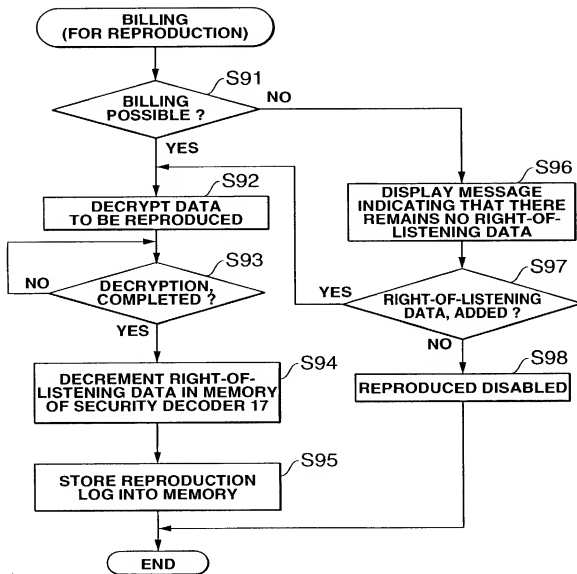 BILLING
(FOR REPRODUCTION)
S91
BILLING
POSSIBLE ?
NO
YES
S92
DECRYPT DATA
TO BE REPRODUCED
S93
DECRYPTION,
COMPLETED ?
NO
YES
S94
DECREMENT RIGHT-OF-
LISTENING DATA IN MEMORY
OF SECURITY DECODER 17
S95
STORE REPRODUCTION
LOG INTO MEMORY
END
S96
DISPLAY MESSAGE
INDICATING THAT THERE
REMAINS NO RIGHT-OF-
LISTENING DATA
S97
RIGHT-OF-LISTENING
DATA, ADDED ?
YES
NO
S98
REPRODUCED DISABLED